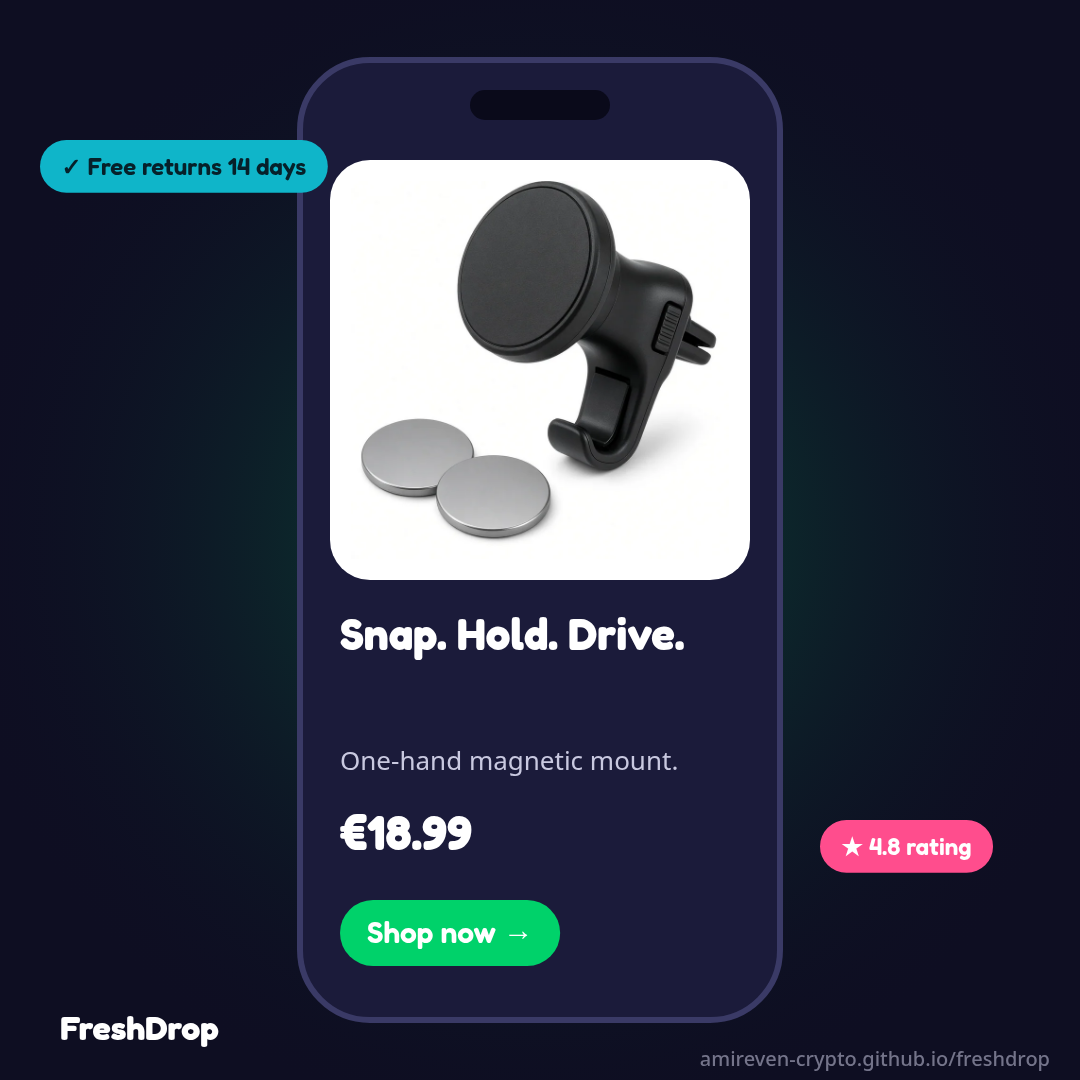 ✓ Free returns 14 days
Snap. Hold. Drive.
One-hand magnetic mount.
€18.99
★ 4.8 rating
Shop now →
FreshDrop
amireven-crypto.github.io/freshdrop